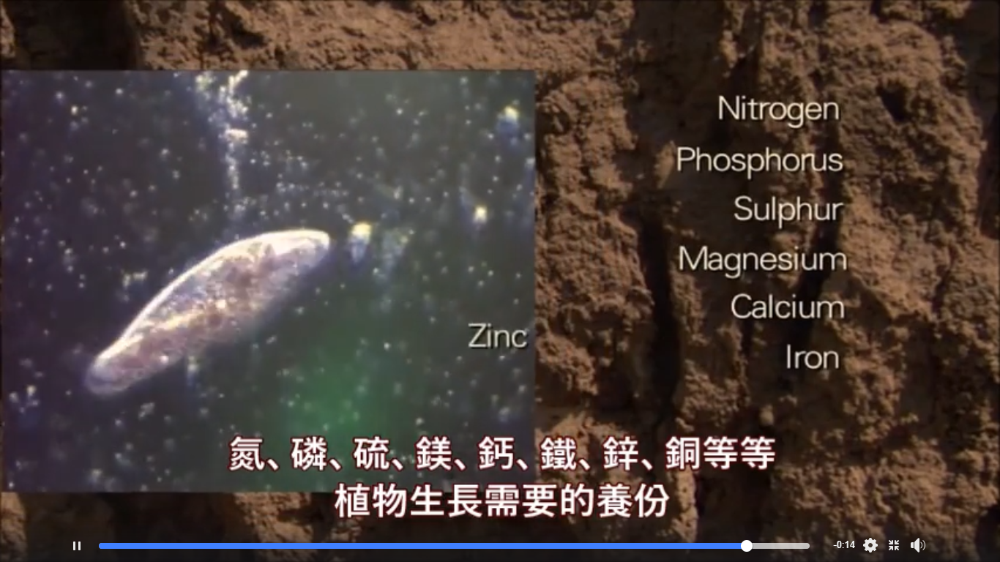 Nitrogen
Phosphorus
Sulphur
Magnesium
Calcium
Zinc
Iron
氮、磷、硫、鎂、鈣、鐵、鋅、銅等等
植物生長需要的養份
-0:14